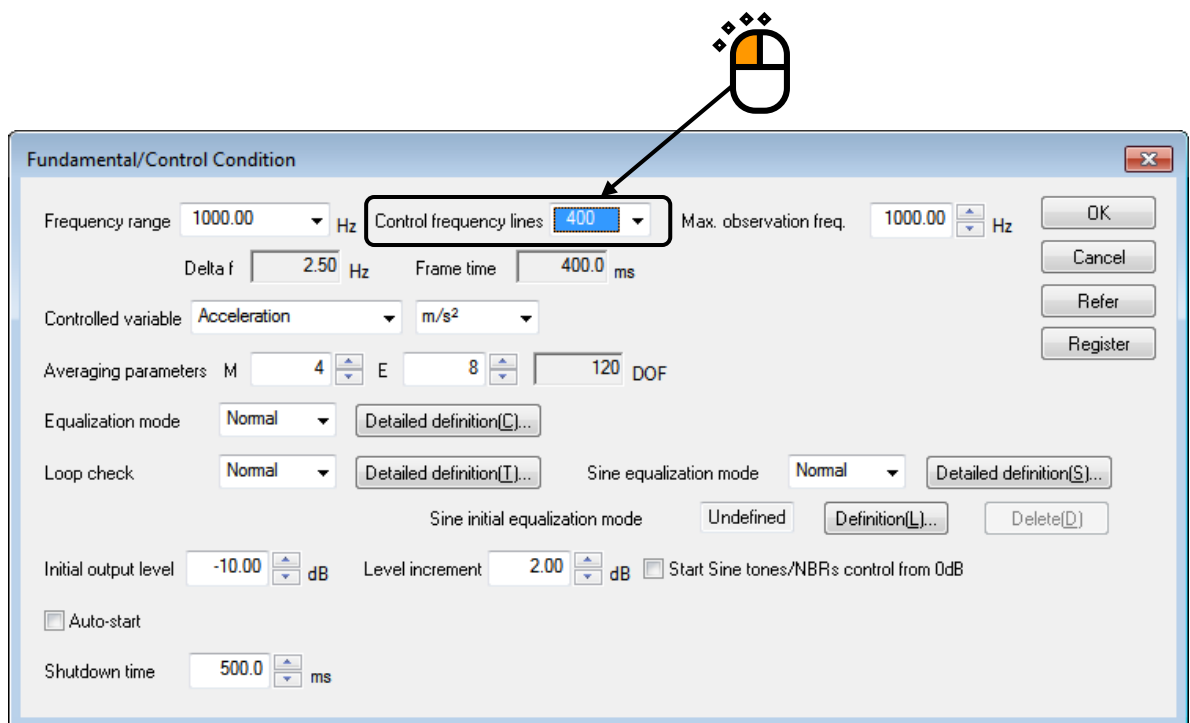 Fundamental/Control Condition
Frequency range 1000.00 Hz Control frequency lines 400 Max. observation freq. 1000.00 Hz OK
Delta f 2.50 Hz Frame time 400.0 ms Cancel
Refer
Controlled variable Acceleration m/s²
Register
Averaging parameters M 4 E 8 120 DOF
Equalization mode Normal Detailed definition(C)...
Loop check Normal Detailed definition(T)... Sine equalization mode Normal Detailed definition(S)...
Sine initial equalization mode Undefined Definition(L)... Delete(D)
Initial output level -10.00 dB Level increment 2.00 dB Start Sine tones/NBRs control from 0dB
Auto-start
Shutdown time 500.0 ms